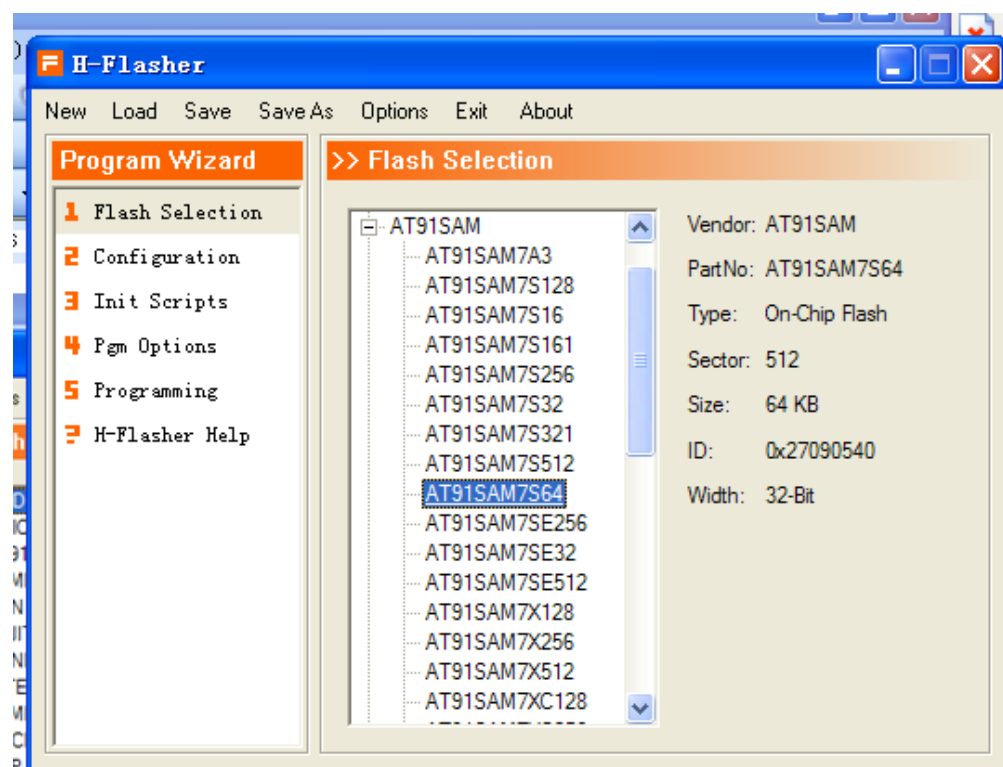 H-Flasher
New Load Save Save As Options Exit About
Program Wizard
1 Flash Selection
2 Configuration
3 Init Scripts
4 Pgm Options
5 Programming
? H-Flasher Help
>> Flash Selection
AT91SAM
AT91SAM7A3
AT91SAM7S128
AT91SAM7S16
AT91SAM7S161
AT91SAM7S256
AT91SAM7S32
AT91SAM7S321
AT91SAM7S512
AT91SAM7S64
AT91SAM7SE256
AT91SAM7SE32
AT91SAM7SE512
AT91SAM7X128
AT91SAM7X256
AT91SAM7X512
AT91SAM7XC128
Vendor: AT91SAM
PartNo: AT91SAM7S64
Type: On-Chip Flash
Sector: 512
Size: 64 KB
ID: 0x27090540
Width: 32-Bit